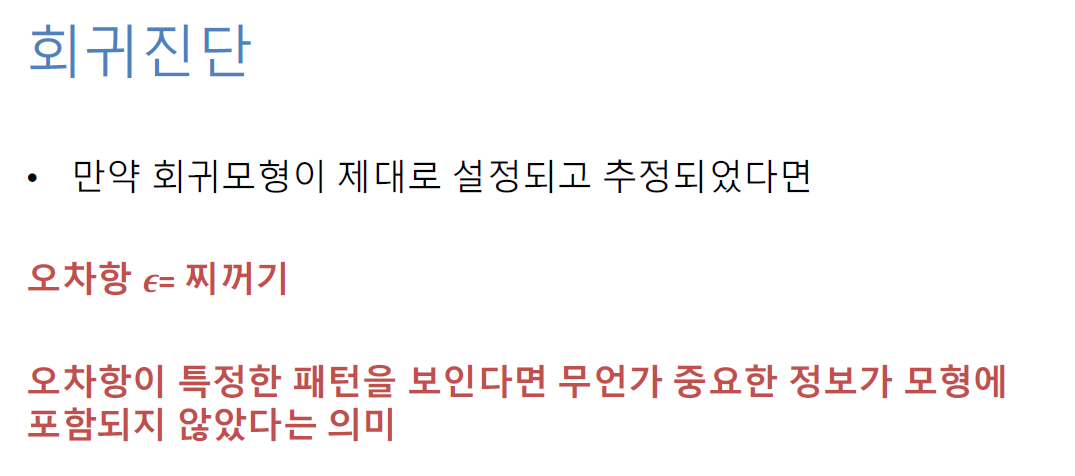 회귀진단
• 만약 회귀모형이 제대로 설정되고 추정되었다면
오차항 ϵ= 찌꺼기
오차항이 특정한 패턴을 보인다면 무언가 중요한 정보가 모형에
포함되지 않았다는 의미